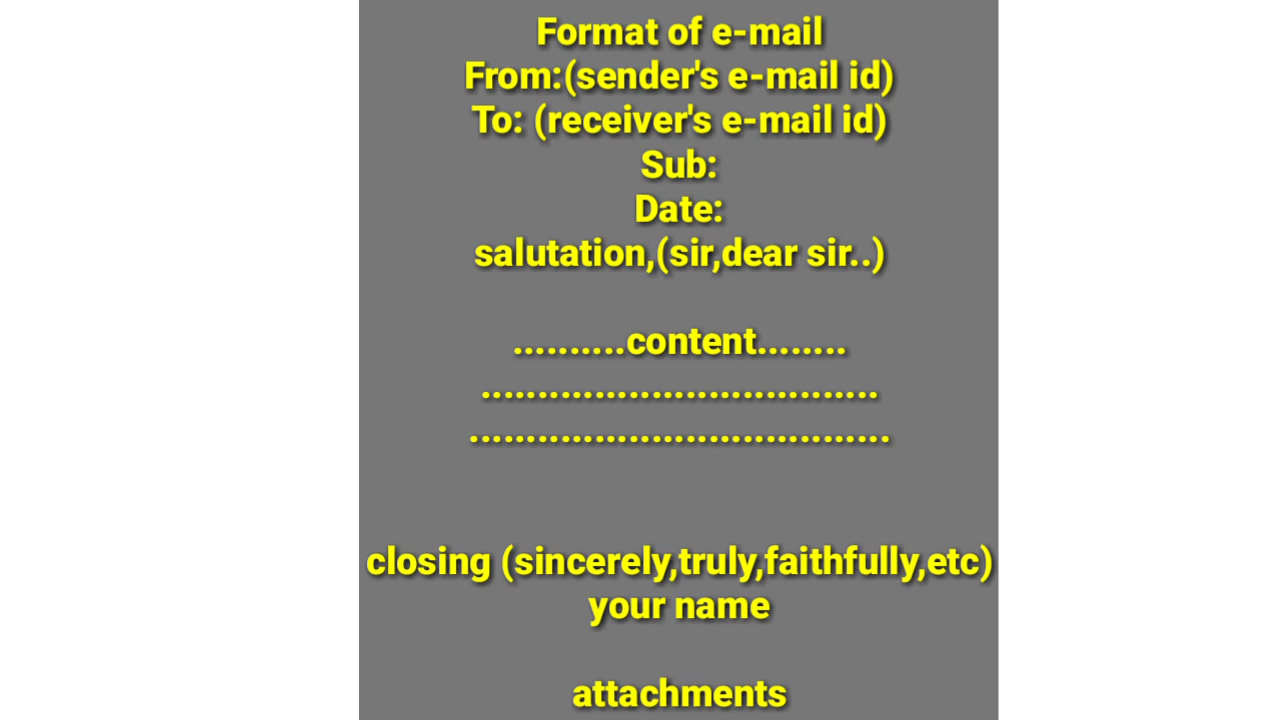 Format of e-mail
From:(sender's e-mail id)
To: (receiver's e-mail id)
Sub:
Date:
salutation,(sir,dear sir..)
..........content........
...................................
.....................................
closing (sincerely,truly,faithfully,etc)
your name
attachments